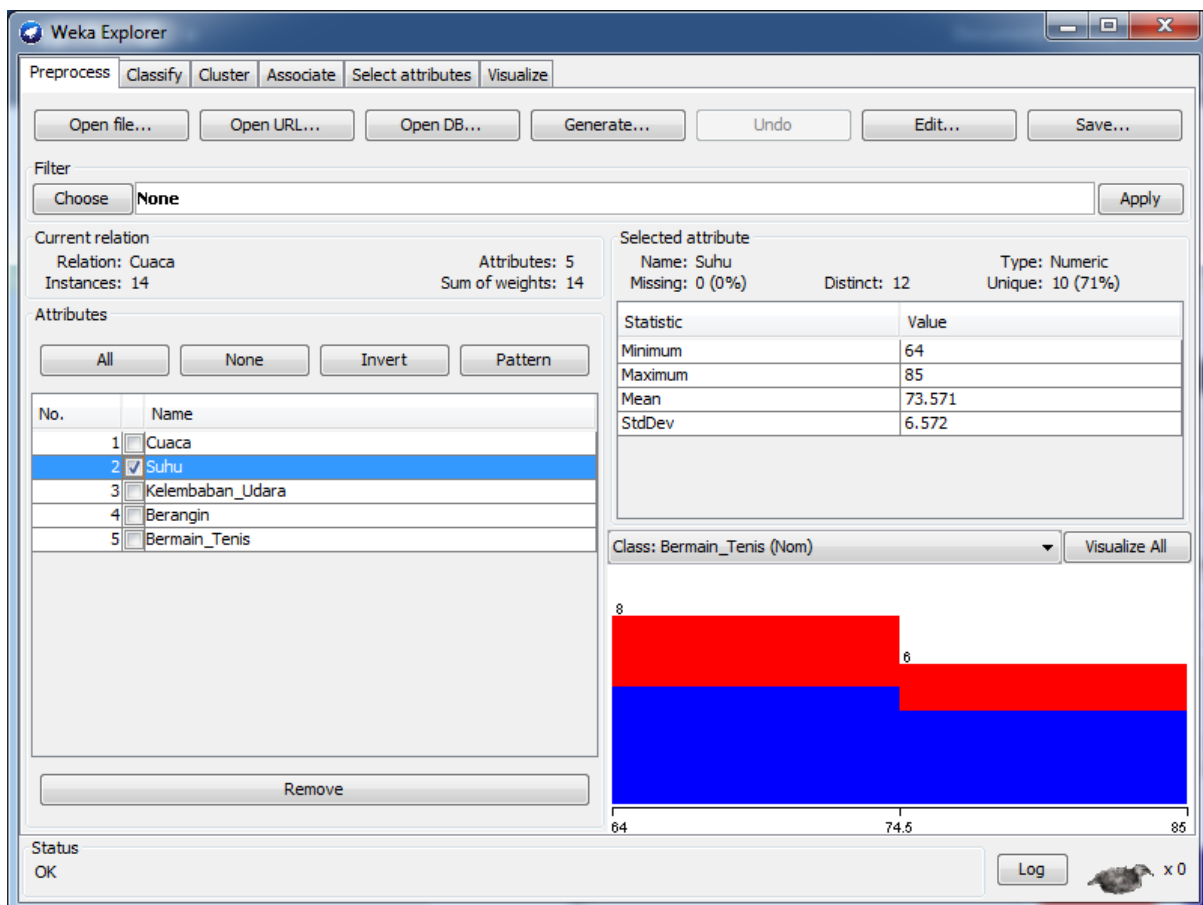 Weka Explorer
Preprocess Classify Cluster Associate Select attributes Visualize
Open file... Open URL... Open DB... Generate... Undo Edit... Save...
Filter
Choose None Apply
Current relation
Relation: Cuaca Attributes: 5
Instances: 14 Sum of weights: 14
Attributes
All None Invert Pattern
No. Name
1 Cuaca
2 Suhu
3 Kelembaban_Udara
4 Berangin
5 Bermain_Tenis
Remove
Selected attribute
Name: Suhu Type: Numeric
Missing: 0 (0%) Distinct: 12 Unique: 10 (71%)
Statistic Value
Minimum 64
Maximum 85
Mean 73.571
StdDev 6.572
Class: Bermain_Tenis (Nom) Visualize All
8
6
64 74.5 85
Status
OK
Log x 0